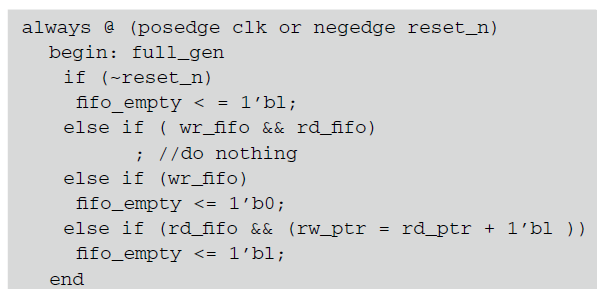 always @ (posedge clk or negedge reset_n)
begin: full_gen
if (~reset_n)
fifo_empty < = 1’bl;
else if ( wr_fifo && rd_fifo)
; //do nothing
else if (wr_fifo)
fifo_empty <= 1’b0;
else if (rd_fifo && (rw_ptr = rd_ptr + 1’bl ))
fifo_empty <= 1’bl;
end